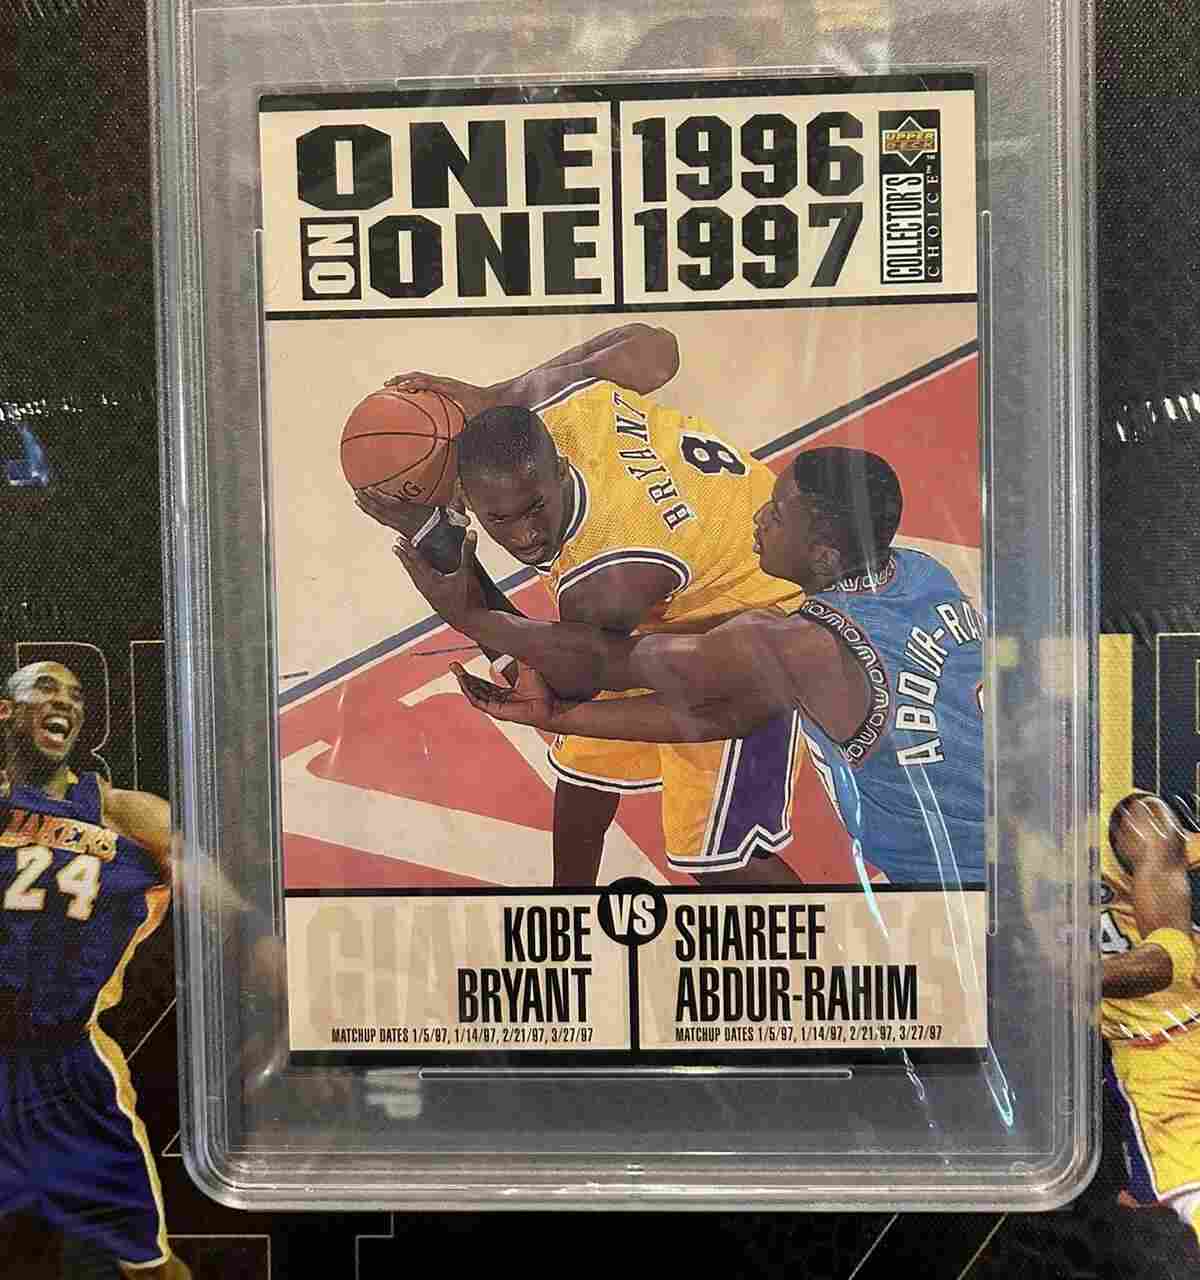 ONE
ON ONE
1996
1997
UPPER
DECK
COLLECTOR'S
CHOICE™
BRYANT
8
ABDUR-RA
KOBE
BRYANT
VS
SHAREEF
ABDUR-RAHIM
MATCHUP DATES 1/5/97, 1/14/97, 2/21/97, 3/27/97
MATCHUP DATES 1/5/97, 1/14/97, 2/21/97, 3/27/97
LAKERS
24